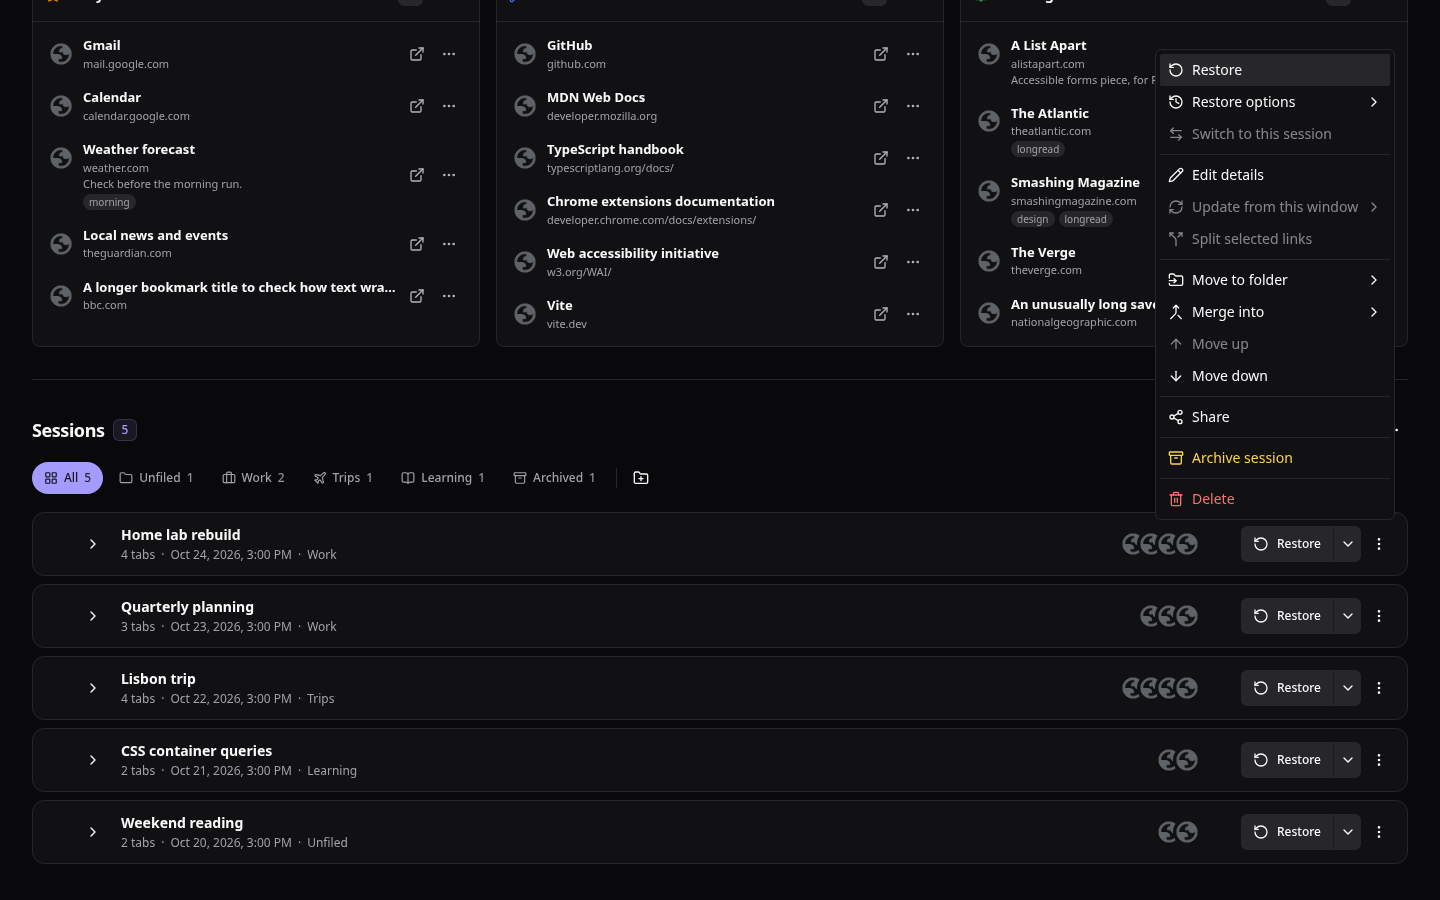 Gmail
mail.google.com
Calendar
calendar.google.com
Weather forecast
weather.com
Check before the morning run.
morning
Local news and events
theguardian.com
A longer bookmark title to check how text wra...
bbc.com
GitHub
github.com
MDN Web Docs
developer.mozilla.org
TypeScript handbook
typescriptlang.org/docs/
Chrome extensions documentation
developer.chrome.com/docs/extensions/
Web accessibility initiative
w3.org/WAI/
Vite
vite.dev
A List Apart
alistapart.com
Accessible forms piece, for
The Atlantic
theatlantic.com
longread
Smashing Magazine
smashingmagazine.com
design longread
The Verge
theverge.com
An unusually long
nationalgeographic.com
Restore
Restore options
Switch to this session
Edit details
Update from this window
Split selected links
Move to folder
Merge into
Move up
Move down
Share
Archive session
Delete
Sessions 5
All 5 Unfiled 1 Work 2 Trips 1 Learning 1 Archived 1
Home lab rebuild
4 tabs · Oct 24, 2026, 3:00 PM · Work
Restore
Quarterly planning
3 tabs · Oct 23, 2026, 3:00 PM · Work
Restore
Lisbon trip
4 tabs · Oct 22, 2026, 3:00 PM · Trips
Restore
CSS container queries
2 tabs · Oct 21, 2026, 3:00 PM · Learning
Restore
Weekend reading
2 tabs · Oct 20, 2026, 3:00 PM · Unfiled
Restore